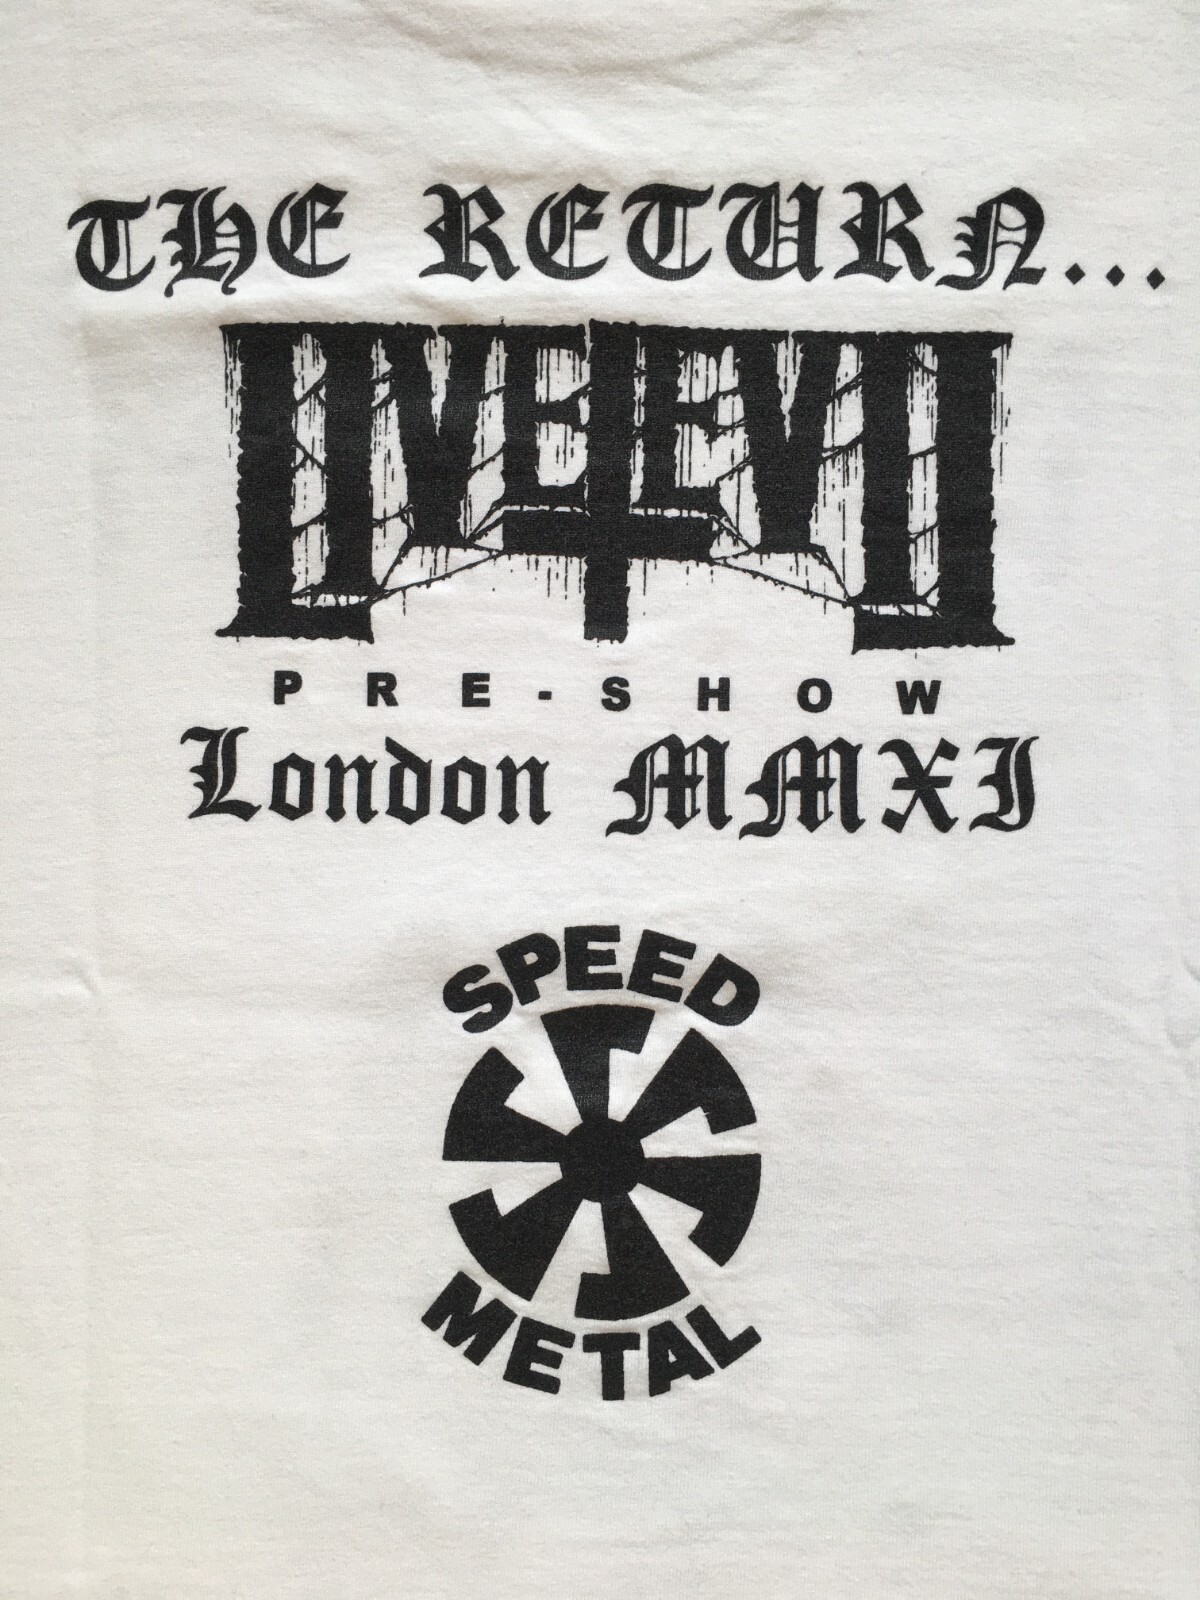 THE RETURN...
LIVE EVIL
PRE-SHOW
London MMXI
SPEED
METAL